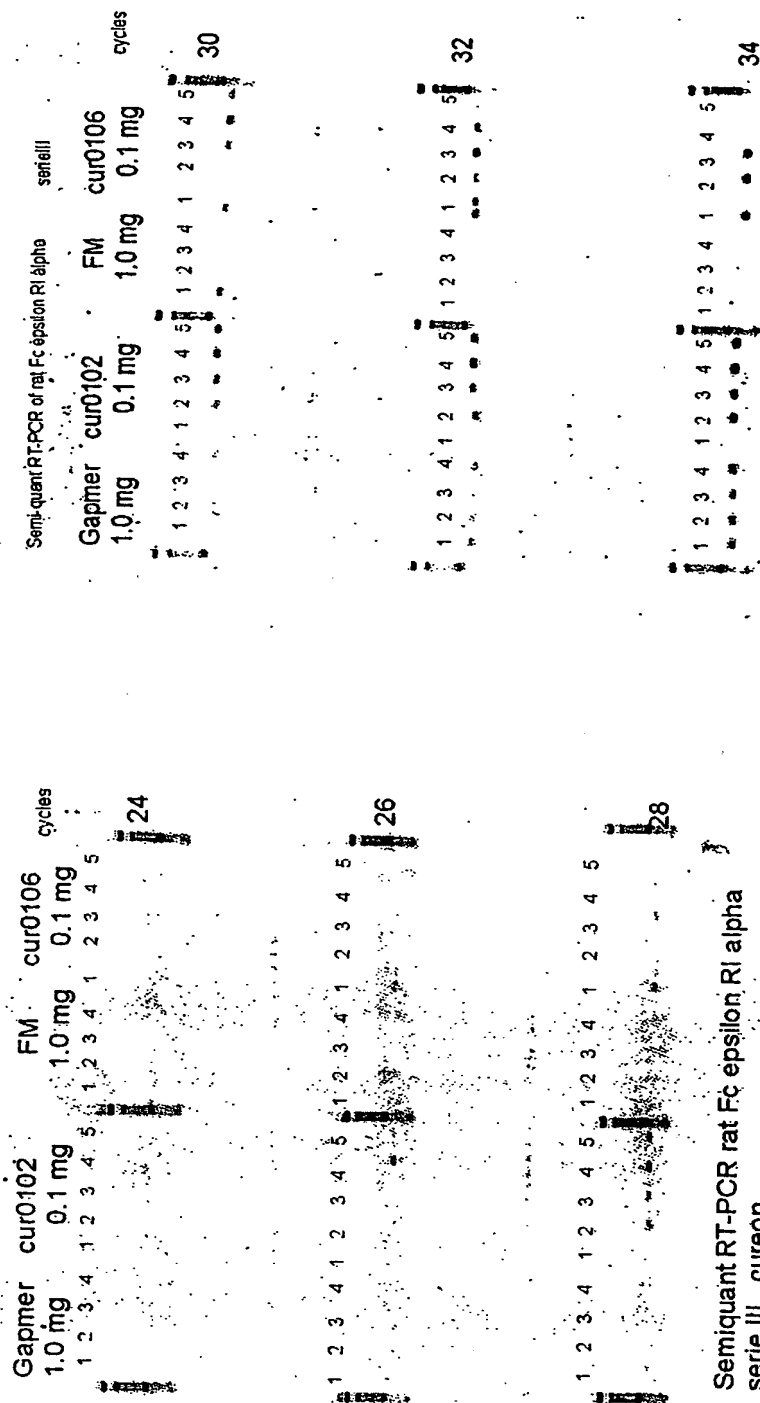 Gapmer cur0102 FM cur0106 cycles
1.0 mg 0.1 mg 1.0 mg 0.1 mg
1 2 3 4 1 2 3 4 5 1 2 3 4 1 2 3 4 5
24
1 2 3 4 1 2 3 4 5 1 2 3 4 1 2 3 4 5
26
1 2 3 4 1 2 3 4 5 1 2 3 4 1 2 3 4 5
28
Semiquant RT-PCR rat Fc epsilon RI alpha
serie III cureon
Semi-quant RT-PCR of rat Fc epsilon RI alpha serieIII
Gapmer cur0102 FM cur0106 cycles
1.0 mg 0.1 mg 1.0 mg 0.1 mg
1 2 3 4 1 2 3 4 5 1 2 3 4 1 2 3 4 5
30
1 2 3 4 1 2 3 4 5 1 2 3 4 1 2 3 4 5
32
1 2 3 4 1 2 3 4 5 1 2 3 4 1 2 3 4 5
34